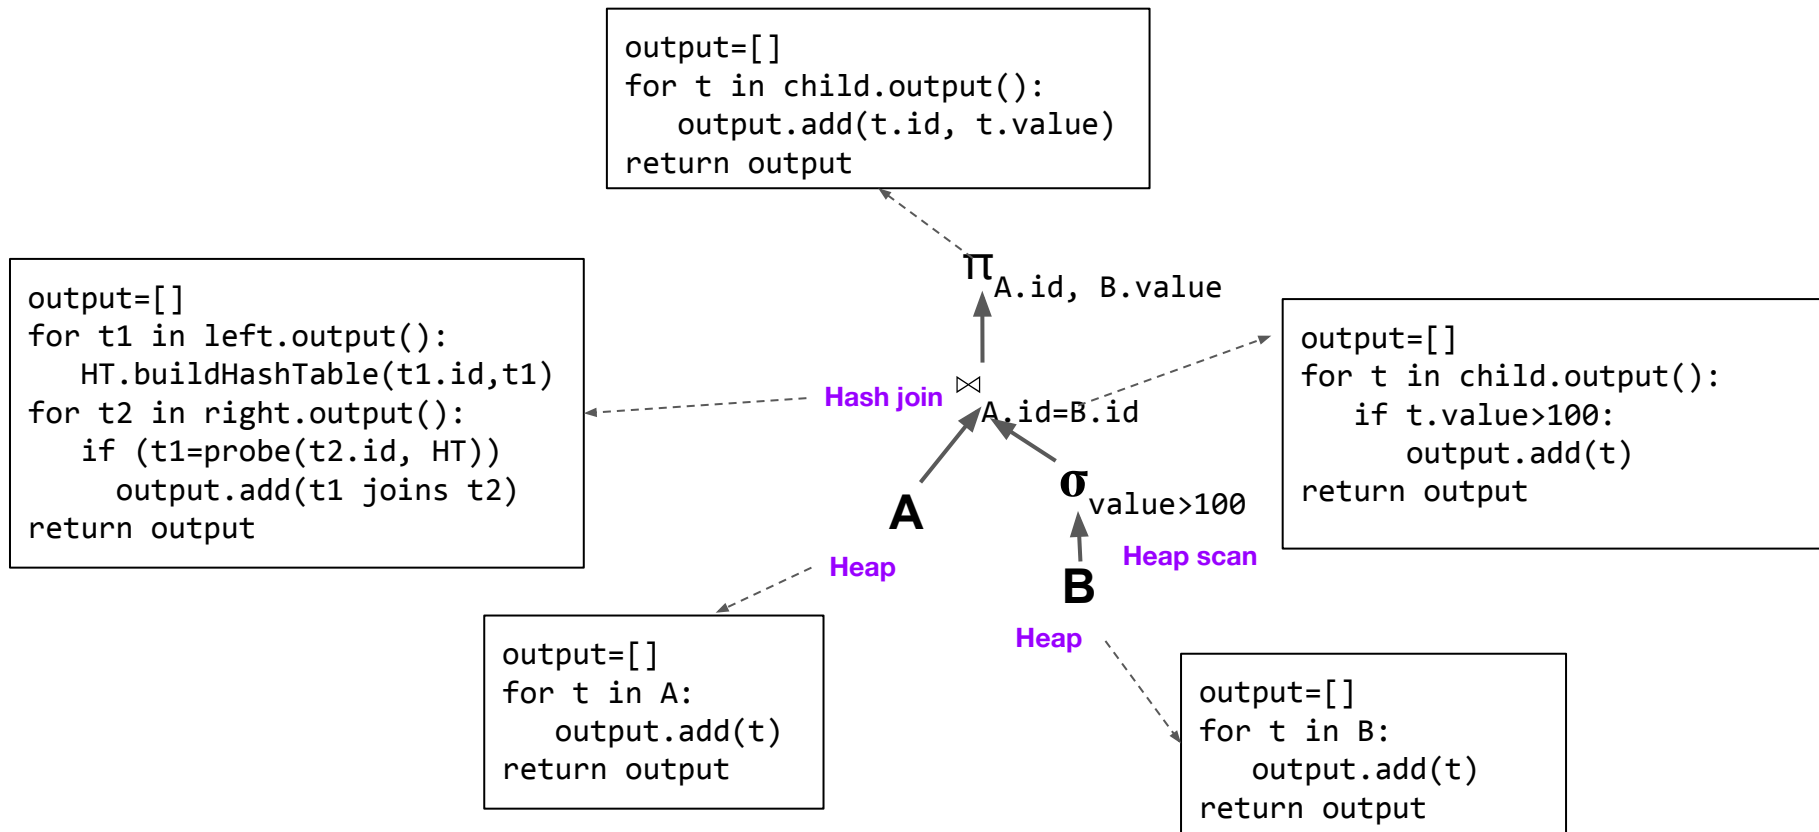 output=[]
for t in child.output():
   output.add(t.id, t.value)
return output
π A.id, B.value
output=[]
for t1 in left.output():
   HT.buildHashTable(t1.id,t1)
for t2 in right.output():
   if (t1=probe(t2.id, HT))
     output.add(t1 joins t2)
return output
Hash join
⋈ A.id=B.id
output=[]
for t in child.output():
   if t.value>100:
      output.add(t)
return output
A
σ value>100
Heap
Heap scan
B
Heap
output=[]
for t in A:
   output.add(t)
return output
output=[]
for t in B:
   output.add(t)
return output